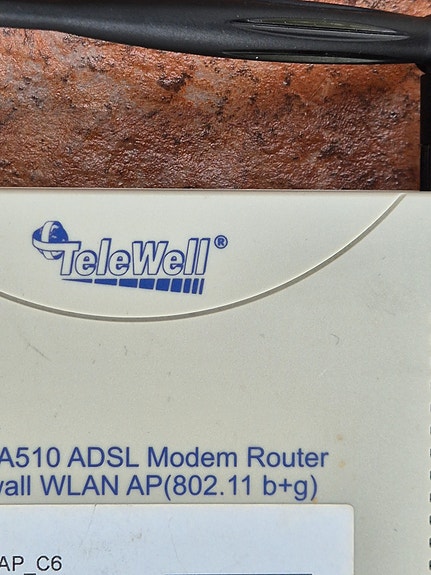 TeleWell®
A510 ADSL Modem Router
wall WLAN AP(802.11 b+g)
AP_C6